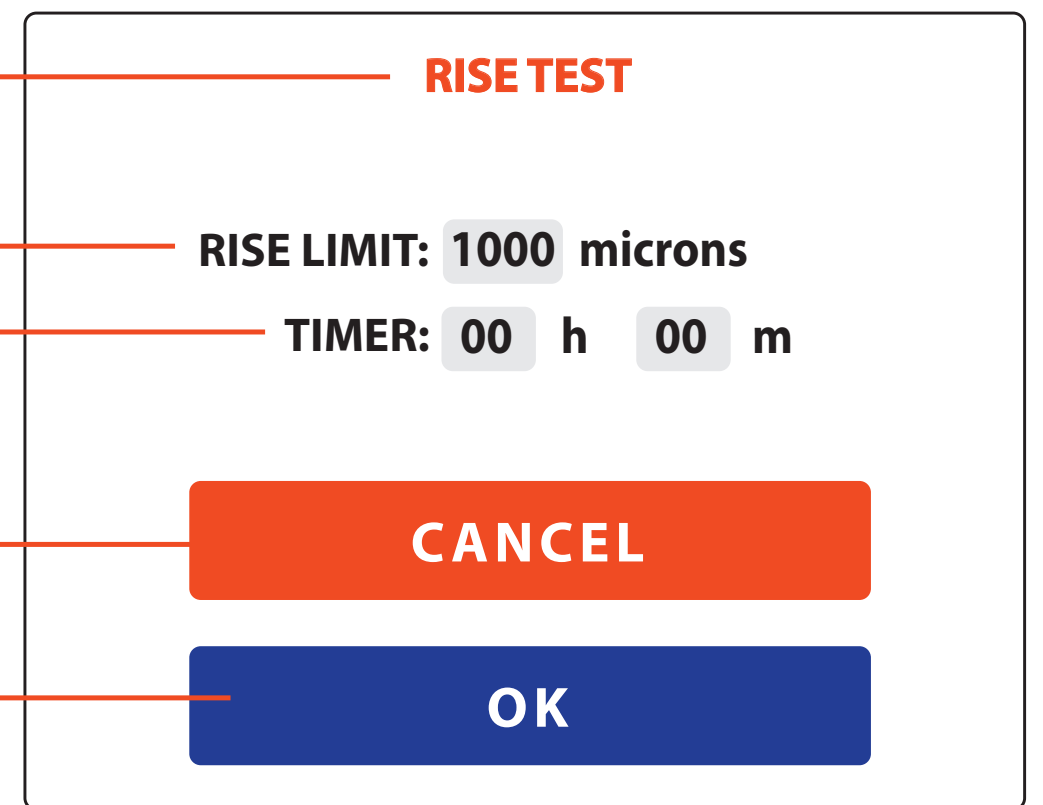 RISE TEST
RISE LIMIT: 1000 microns
TIMER: 00 h 00 m
CANCEL
OK